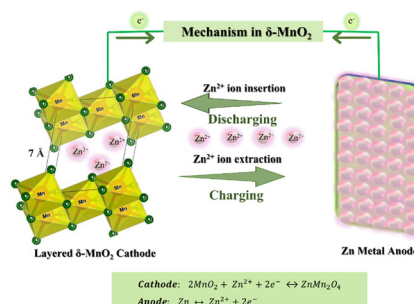 e⁻
e⁻
Mechanism in δ-MnO₂
Zn²⁺ ion insertion
Discharging
Zn²⁺ Zn²⁺ Zn²⁺ Zn²⁺
Zn²⁺ ion extraction
Charging
Mn Mn Mn
Mn Mn
Zn²⁺
Zn²⁺
Zn²⁺
7 Å
Mn Mn
Mn Mn
Layered δ-MnO₂ Cathode
Zn Metal Anode
Cathode: 2MnO₂ + Zn²⁺ + 2e⁻ ↔ ZnMn₂O₄
Anode: Zn ↔ Zn²⁺ + 2e⁻